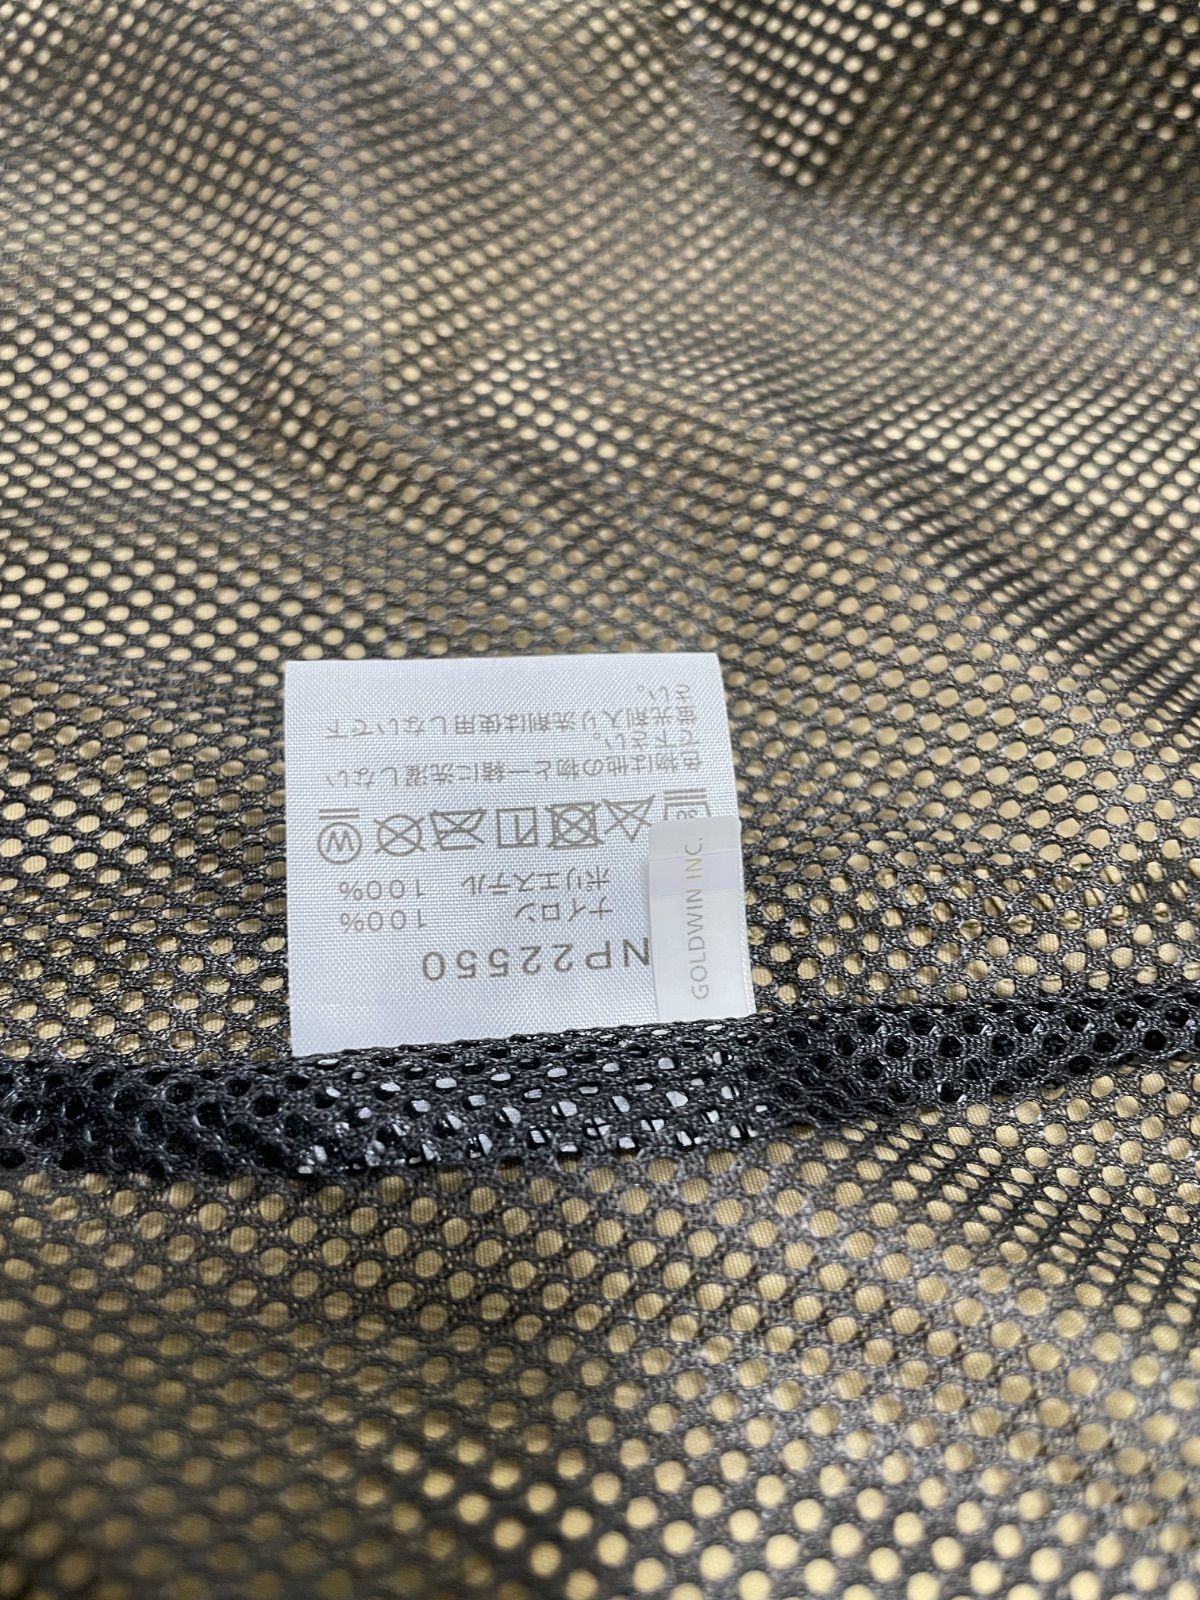 NP22550
ナイロン 100%
ポリエステル 100%
W
色物は他の物と一緒に洗濯しない
で下さい。
蛍光剤入り洗剤は使用しないで下
さい。
GOLDWIN INC.